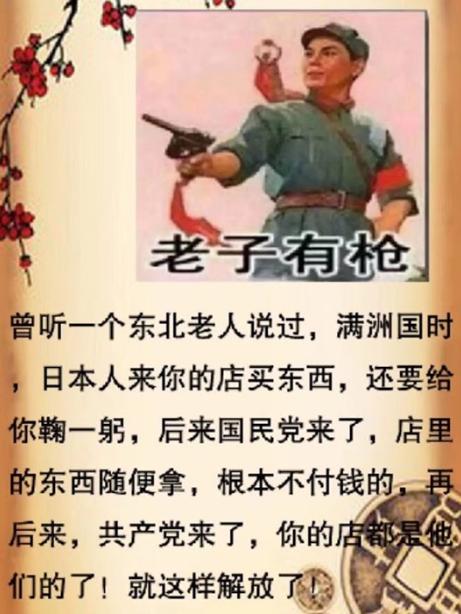 老子有枪
曾听一个东北老人说过，满洲国时
，日本人来你的店买东西，还要给
你鞠一躬，后来国民党来了，店里
的东西随便拿，根本不付钱的，再
后来，共产党来了，你的店都是他
们的了！就这样解放了！